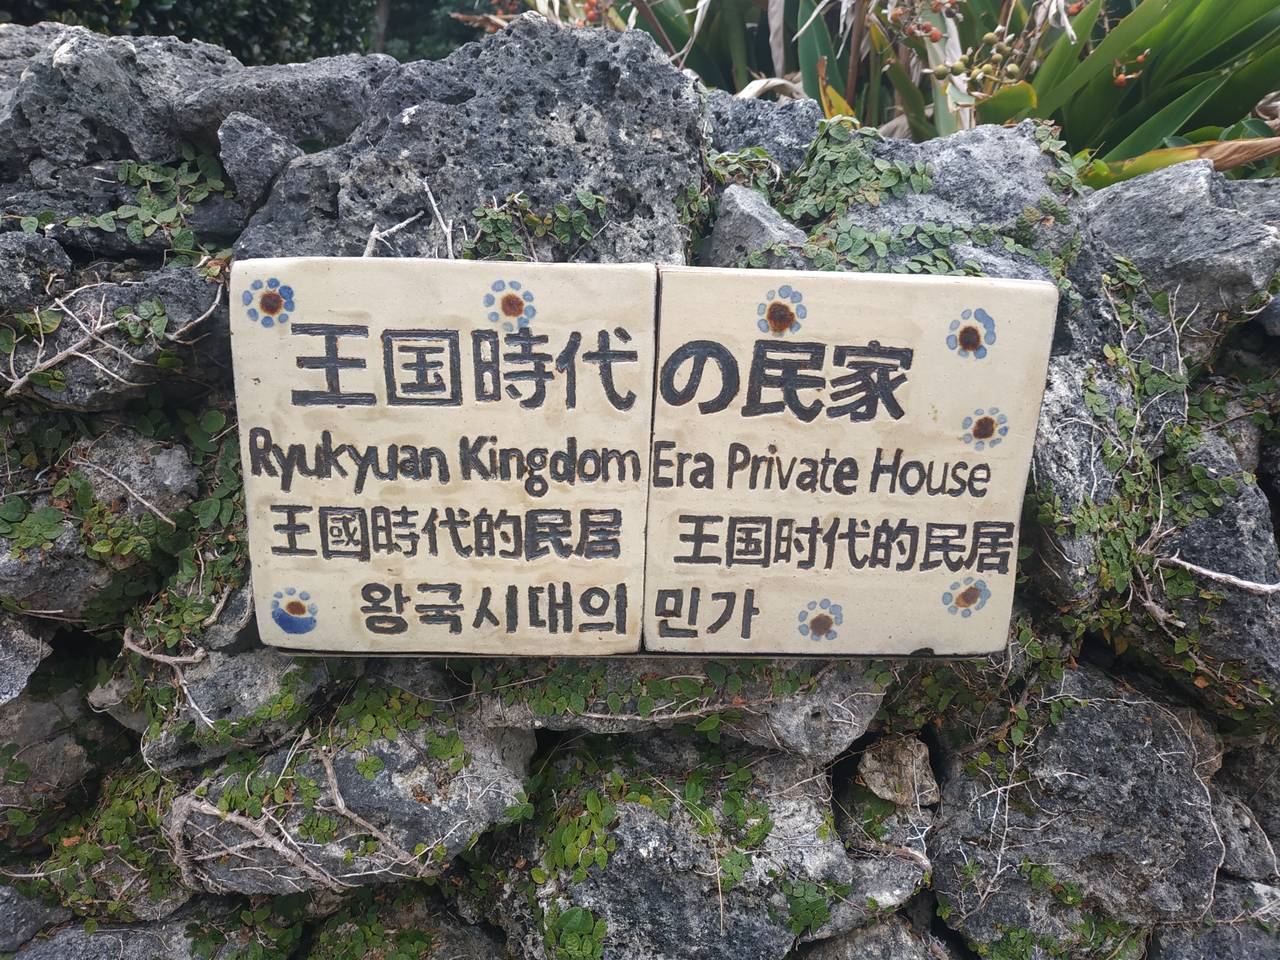 王国時代の民家
Ryukyuan Kingdom Era Private House
王國時代的民居 王国时代的民居
왕국시대의 민가